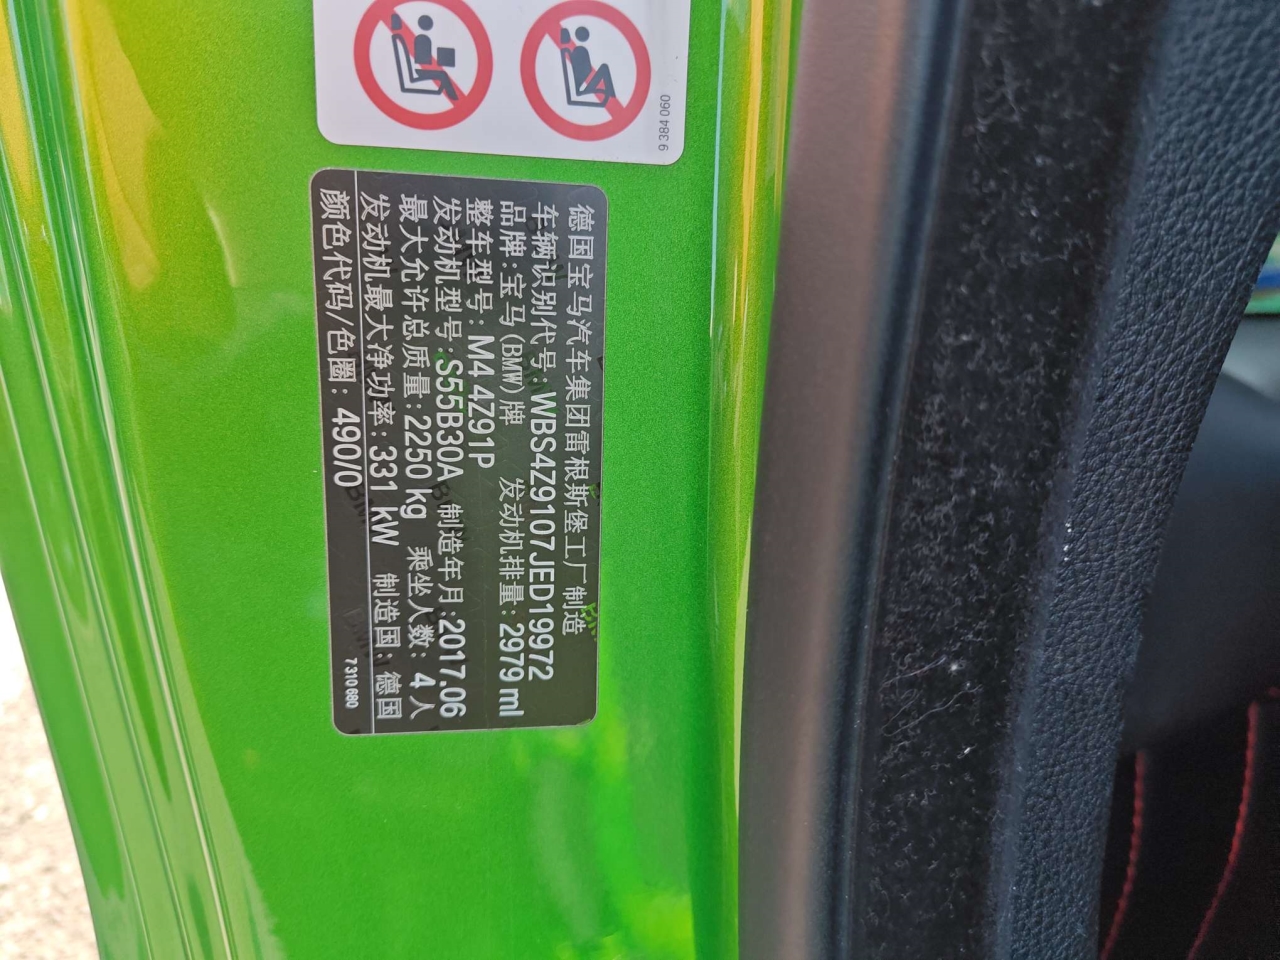 9 384 060
德国宝马汽车集团雷根斯堡工厂制造
车辆识别代号:WBS4Z9107JED19972
品牌:宝马(BMW)牌 发动机排量:2979 ml
整车型号:M4 4Z91P
发动机型号:S55B30A 制造年月:2017.06
最大允许总质量:2250 kg 乘坐人数:4人
发动机最大净功率:331 kW 制造国:德国
颜色代码/色圈: 490/0
7310 680